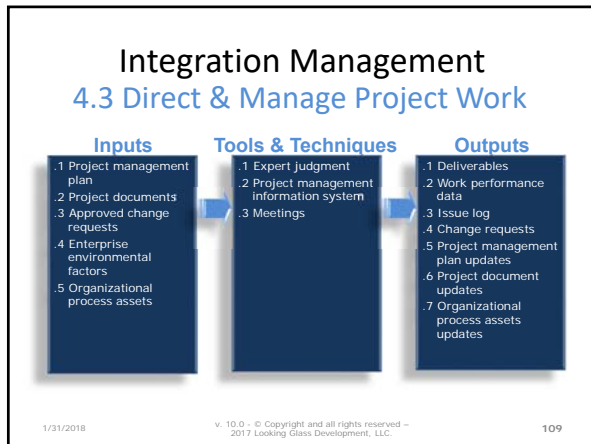 Integration Management
4.3 Direct & Manage Project Work
Inputs
.1 Project management
plan
.2 Project documents
.3 Approved change
requests
.4 Enterprise
environmental
factors
.5 Organizational
process assets
Tools & Techniques
.1 Expert judgment
.2 Project management
information system
.3 Meetings
Outputs
.1 Deliverables
.2 Work performance
data
.3 Issue log
.4 Change requests
.5 Project management
plan updates
.6 Project document
updates
.7 Organizational
process assets
updates
1/31/2018
v. 10.0 - © Copyright and all rights reserved –
2017 Looking Glass Development, LLC.
109